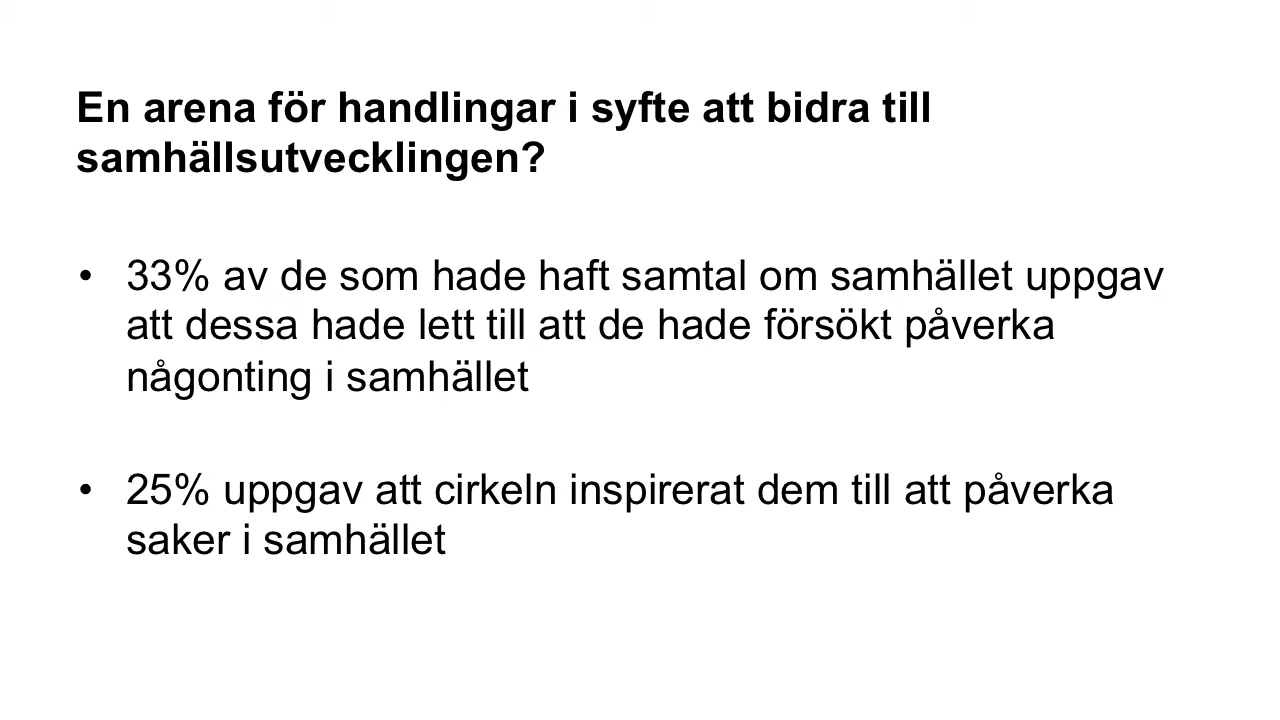 En arena för handlingar i syfte att bidra till
samhällsutvecklingen?
• 33% av de som hade haft samtal om samhället uppgav
att dessa hade lett till att de hade försökt påverka
någonting i samhället
• 25% uppgav att cirkeln inspirerat dem till att påverka
saker i samhället